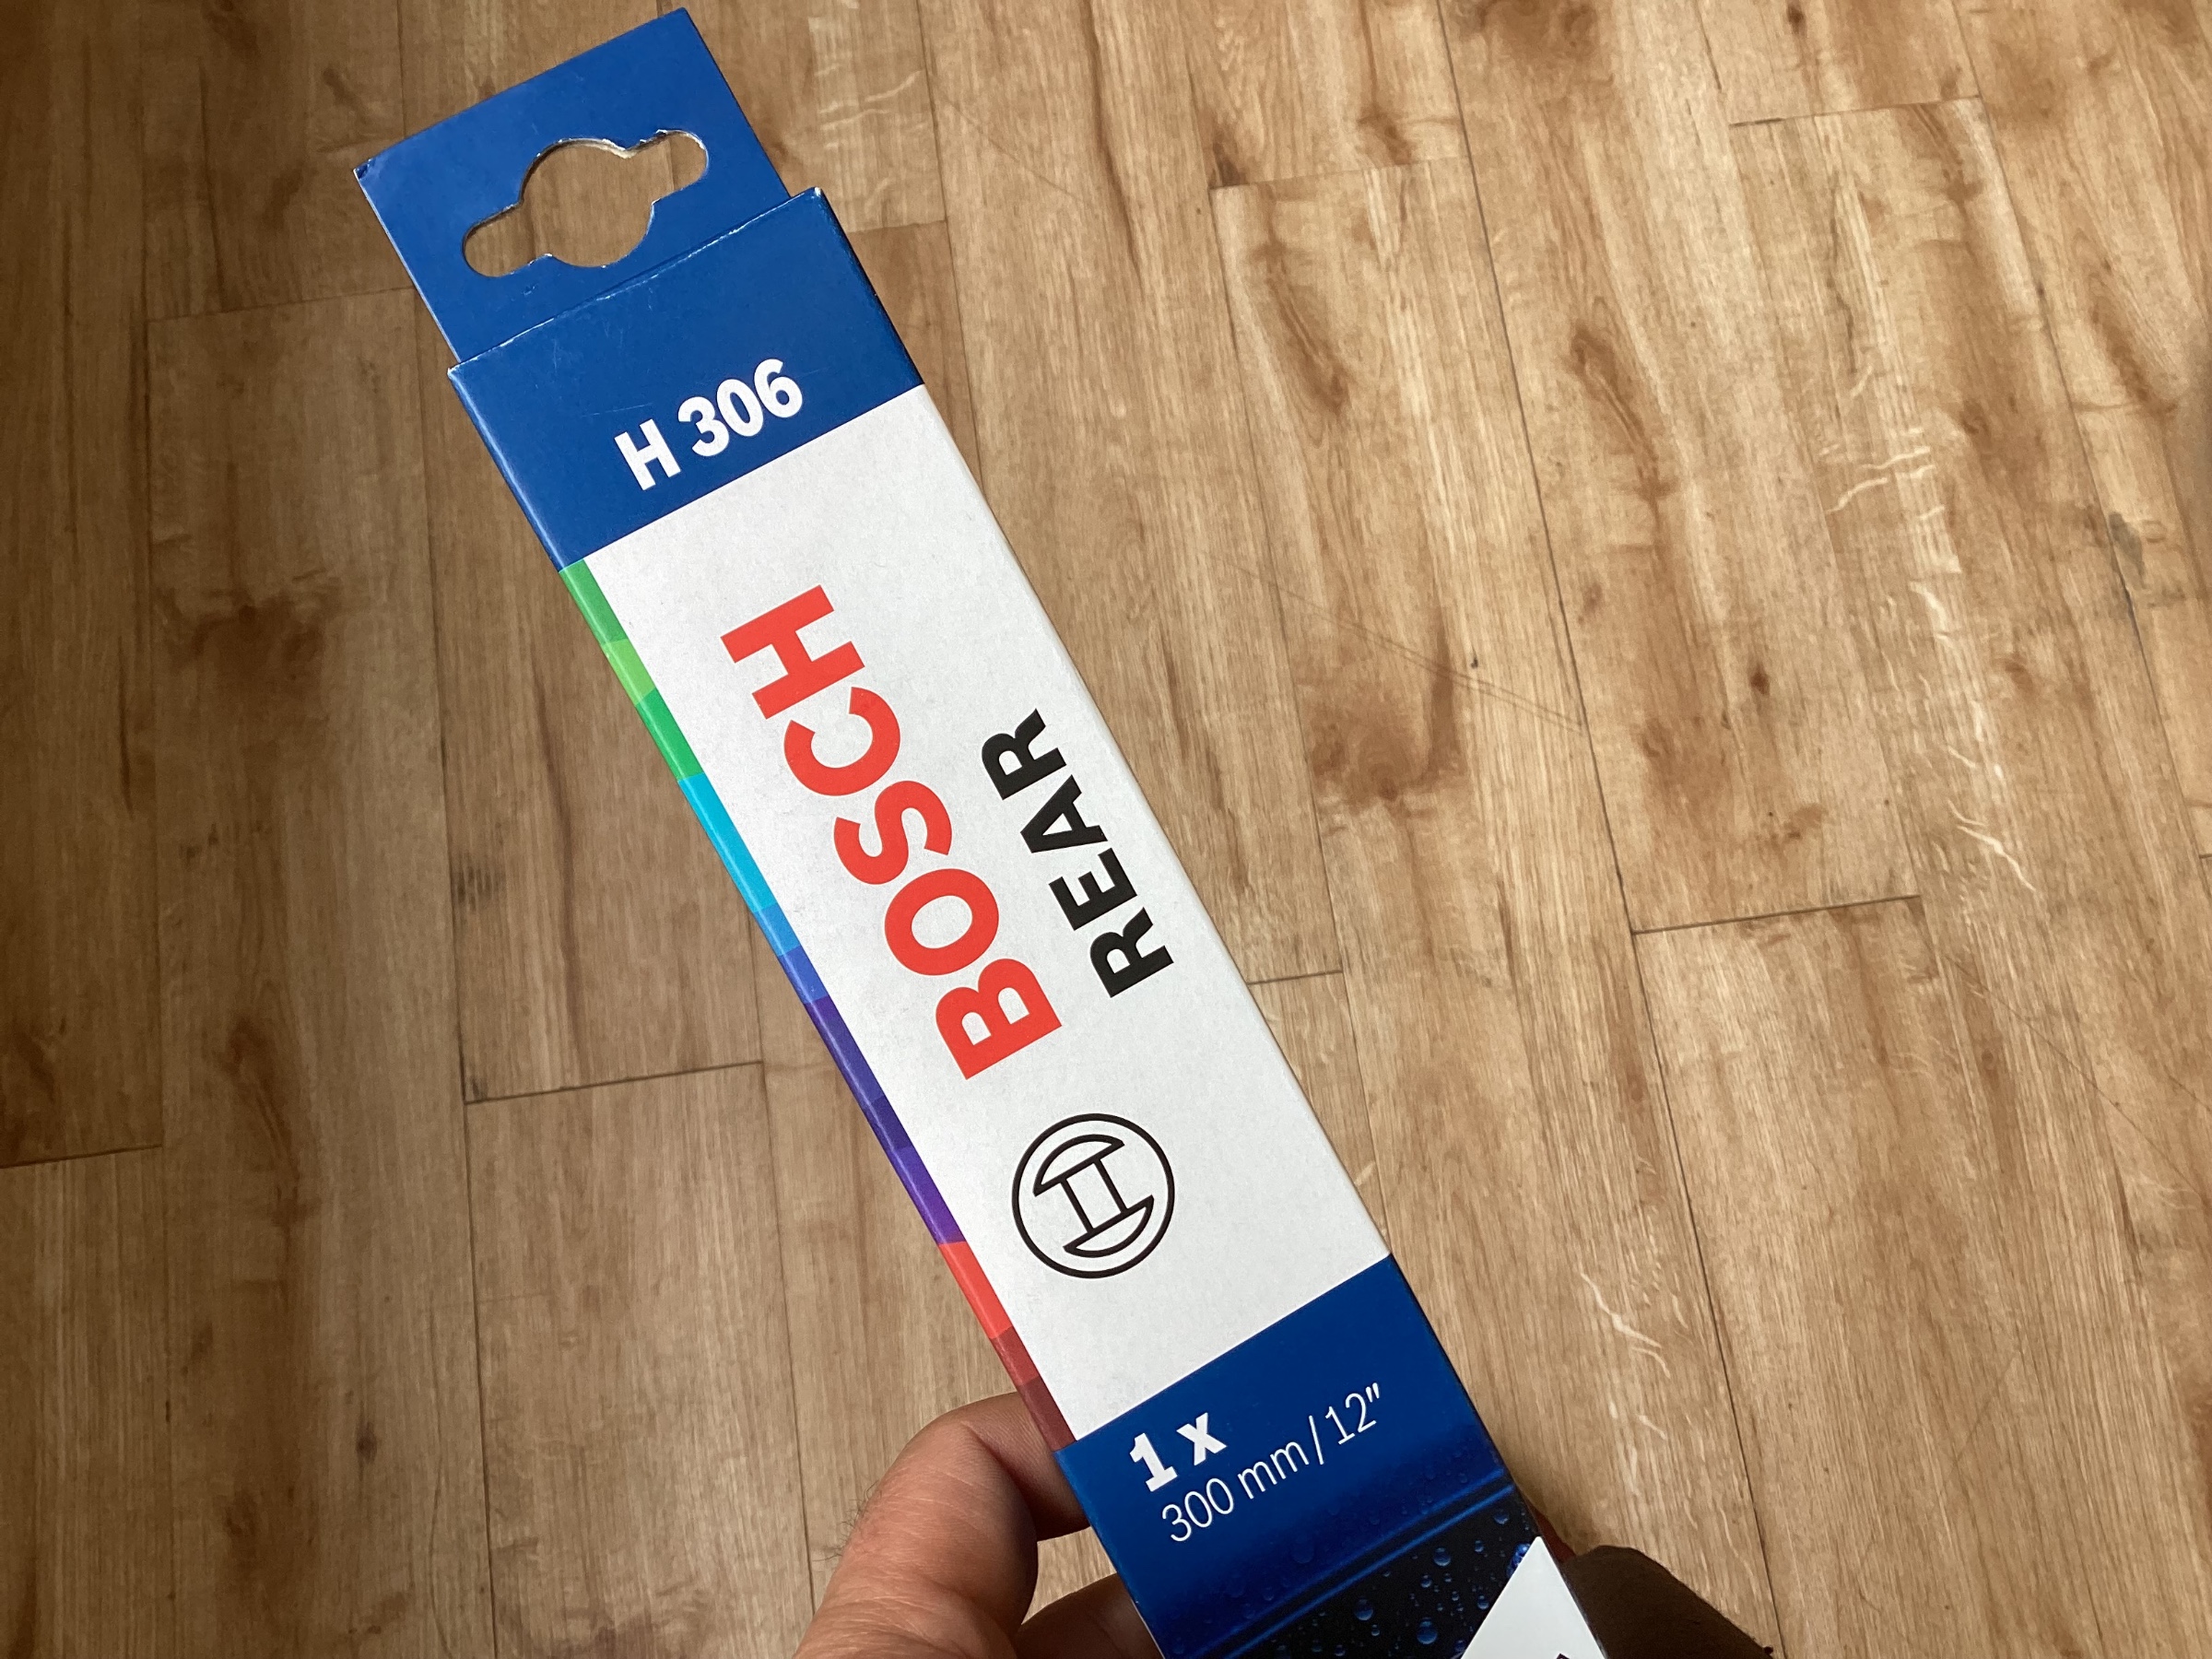 H 306
BOSCH
REAR
1 x
300 mm / 12"